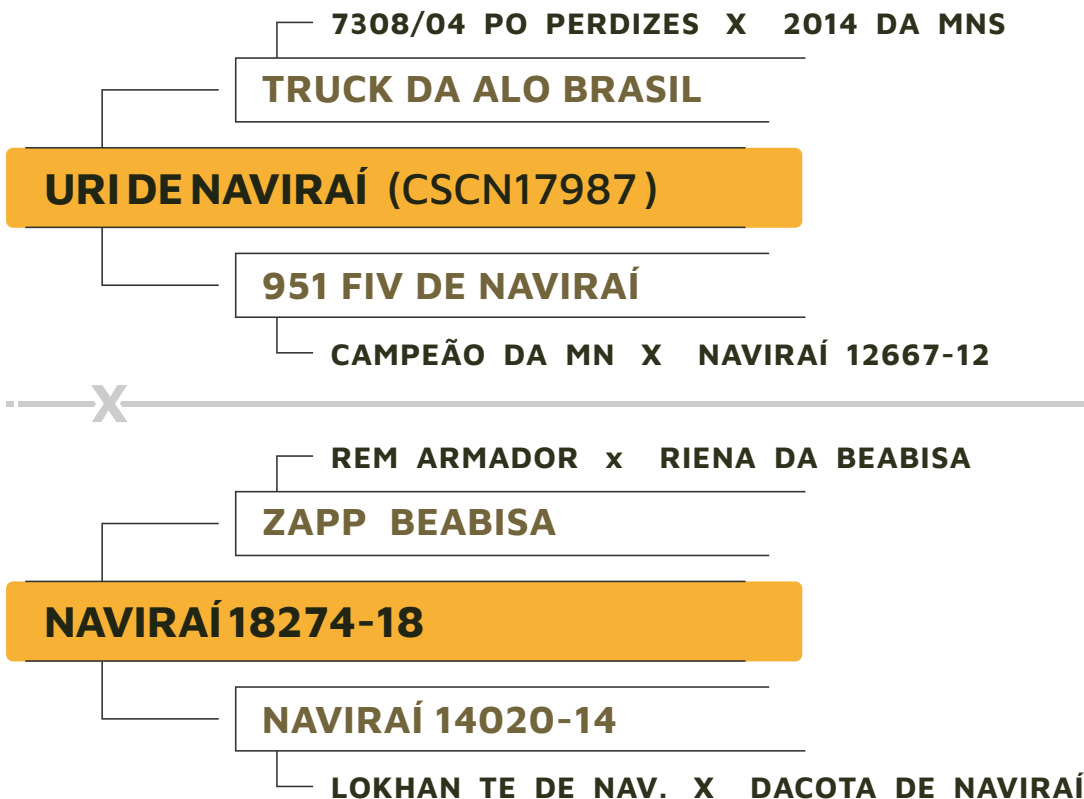 7308/04 PO PERDIZES X 2014 DA MNS
TRUCK DA ALO BRASIL
URI DE NAVIRAÍ (CSCN17987)
951 FIV DE NAVIRAÍ
CAMPEÃO DA MN X NAVIRAÍ 12667-12
X
REM ARMADOR x RIENA DA BEABISA
ZAPP BEABISA
NAVIRAÍ 18274-18
NAVIRAÍ 14020-14
LOKHAN TE DE NAV. X DACOTA DE NAVIRAÍ